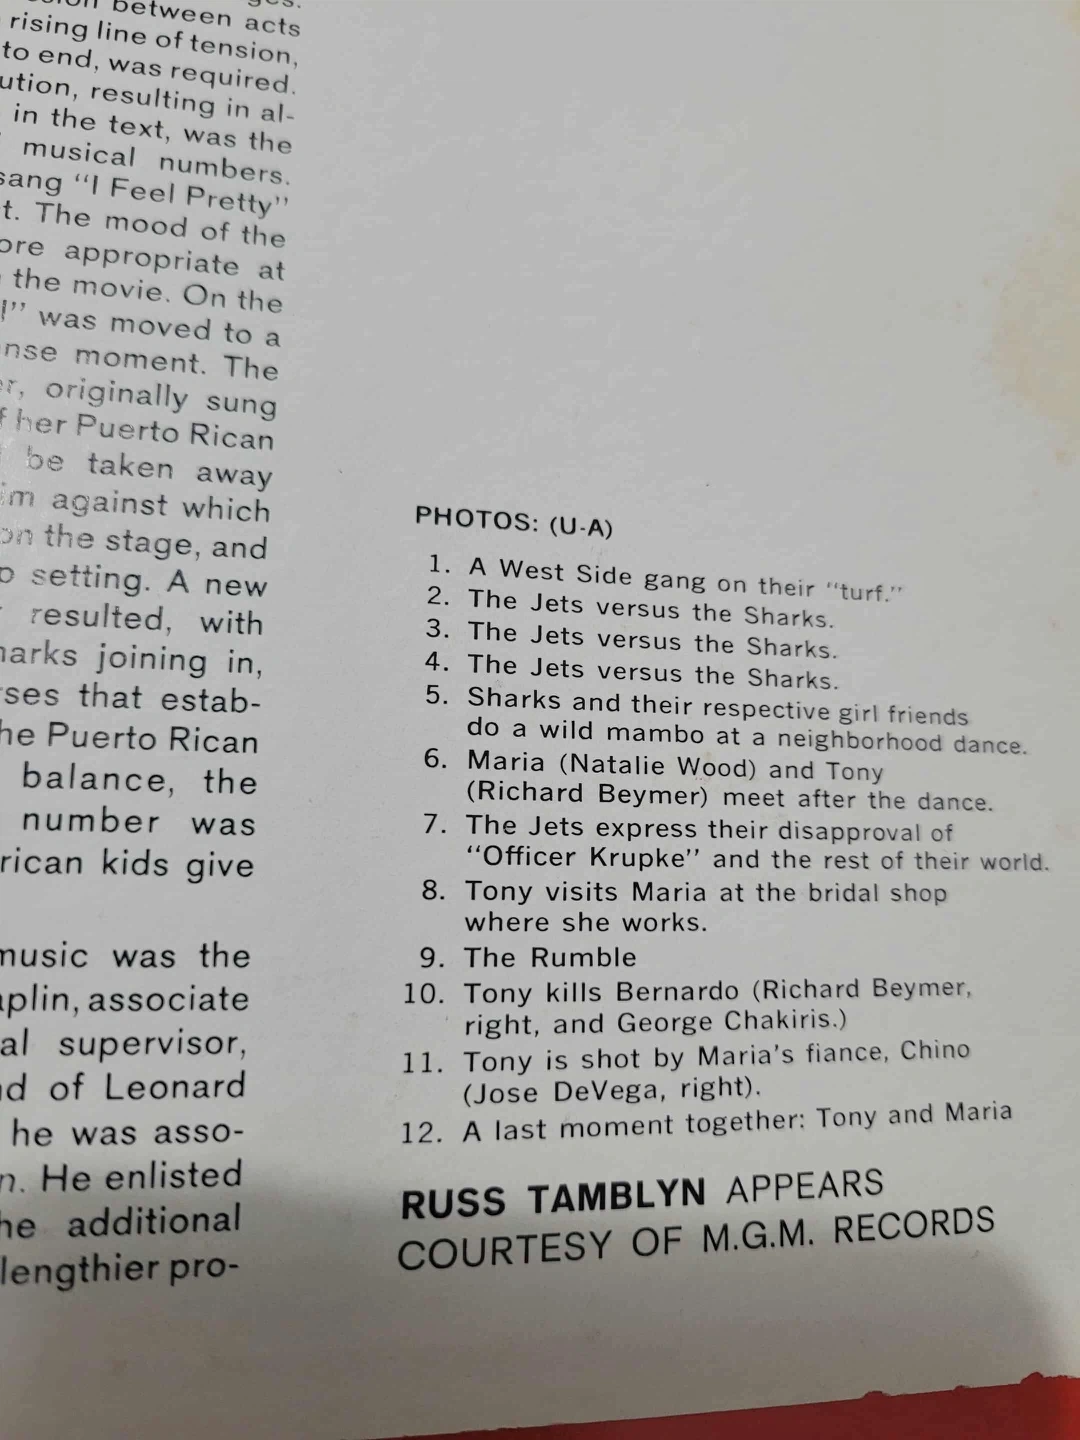 between acts
rising line of tension,
to end, was required.
ution, resulting in al-
in the text, was the
musical numbers.
sang "I Feel Pretty"
t. The mood of the
ore appropriate at
the movie. On the
l" was moved to a
nse moment. The
er, originally sung
f her Puerto Rican
be taken away
im against which
on the stage, and
p setting. A new
resulted, with
harks joining in,
rses that estab-
he Puerto Rican
balance, the
number was
rican kids give
music was the
aplin, associate
al supervisor,
nd of Leonard
he was asso-
n. He enlisted
he additional
lengthier pro-
PHOTOS: (U-A)
1. A West Side gang on their "turf."
2. The Jets versus the Sharks.
3. The Jets versus the Sharks.
4. The Jets versus the Sharks.
5. Sharks and their respective girl friends
do a wild mambo at a neighborhood dance.
6. Maria (Natalie Wood) and Tony
(Richard Beymer) meet after the dance.
7. The Jets express their disapproval of
"Officer Krupke" and the rest of their world.
8. Tony visits Maria at the bridal shop
where she works.
9. The Rumble
10. Tony kills Bernardo (Richard Beymer,
right, and George Chakiris.)
11. Tony is shot by Maria's fiance, Chino
(Jose DeVega, right).
12. A last moment together: Tony and Maria
RUSS TAMBLYN APPEARS
COURTESY OF M.G.M. RECORDS